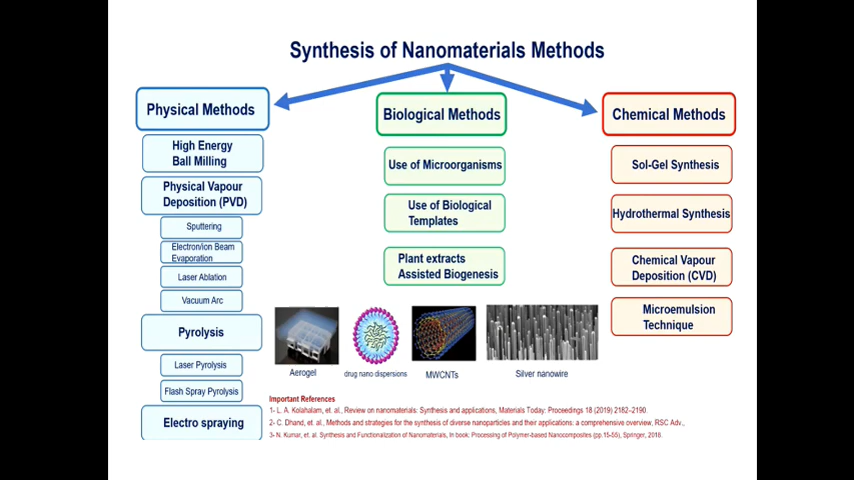 Synthesis of Nanomaterials Methods
Physical Methods
High Energy
Ball Milling
Physical Vapour
Deposition (PVD)
Sputtering
Electron/ion Beam
Evaporation
Laser Ablation
Vacuum Arc
Pyrolysis
Laser Pyrolysis
Flash Spray Pyrolysis
Electro spraying
Biological Methods
Use of Microorganisms
Use of Biological
Templates
Plant extracts
Assisted Biogenesis
Chemical Methods
Sol-Gel Synthesis
Hydrothermal Synthesis
Chemical Vapour
Deposition (CVD)
Microemulsion
Technique
Aerogel
drug nano dispersions
MWCNTs
Silver nanowire
Important References
1- L. A. Kolahalam, et. al., Review on nanomaterials: Synthesis and applications, Materials Today: Proceedings 18 (2019) 2182–2190.
2- C. Dhand, et. al., Methods and strategies for the synthesis of diverse nanoparticles and their applications: a comprehensive overview, RSC Adv.,
3- N. Kumar, et. al. Synthesis and Functionalization of Nanomaterials, In book: Processing of Polymer-based Nanocomposites (pp.15-55), Springer, 2018.